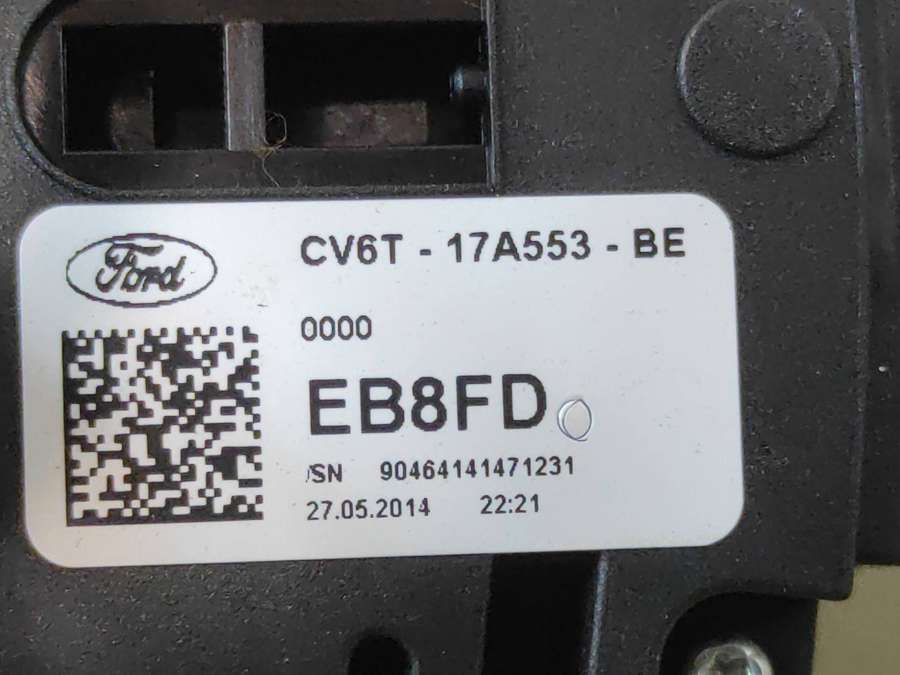 Ford
CV6T - 17A553 - BE
0000
EB8FD
SN 90464141471231
27.05.2014 22:21